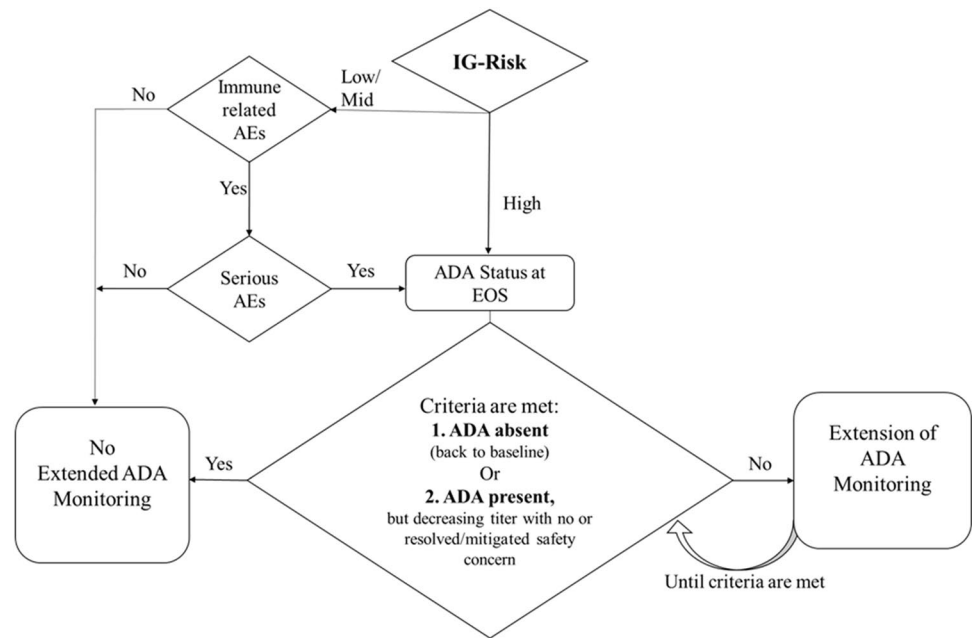 IG-Risk
Low/
Mid
No
Immune
related
AEs
Yes
High
No
Serious
AEs
Yes
ADA Status at
EOS
Criteria are met:
1. ADA absent
(back to baseline)
Or
2. ADA present,
but decreasing titer with no or
resolved/mitigated safety
concern
Yes
No
Extended ADA
Monitoring
No
Extension of
ADA
Monitoring
Until criteria are met